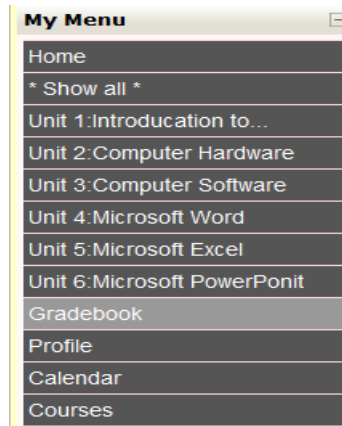 My Menu
Home
* Show all *
Unit 1:Introducation to...
Unit 2:Computer Hardware
Unit 3:Computer Software
Unit 4:Microsoft Word
Unit 5:Microsoft Excel
Unit 6:Microsoft PowerPonit
Gradebook
Profile
Calendar
Courses